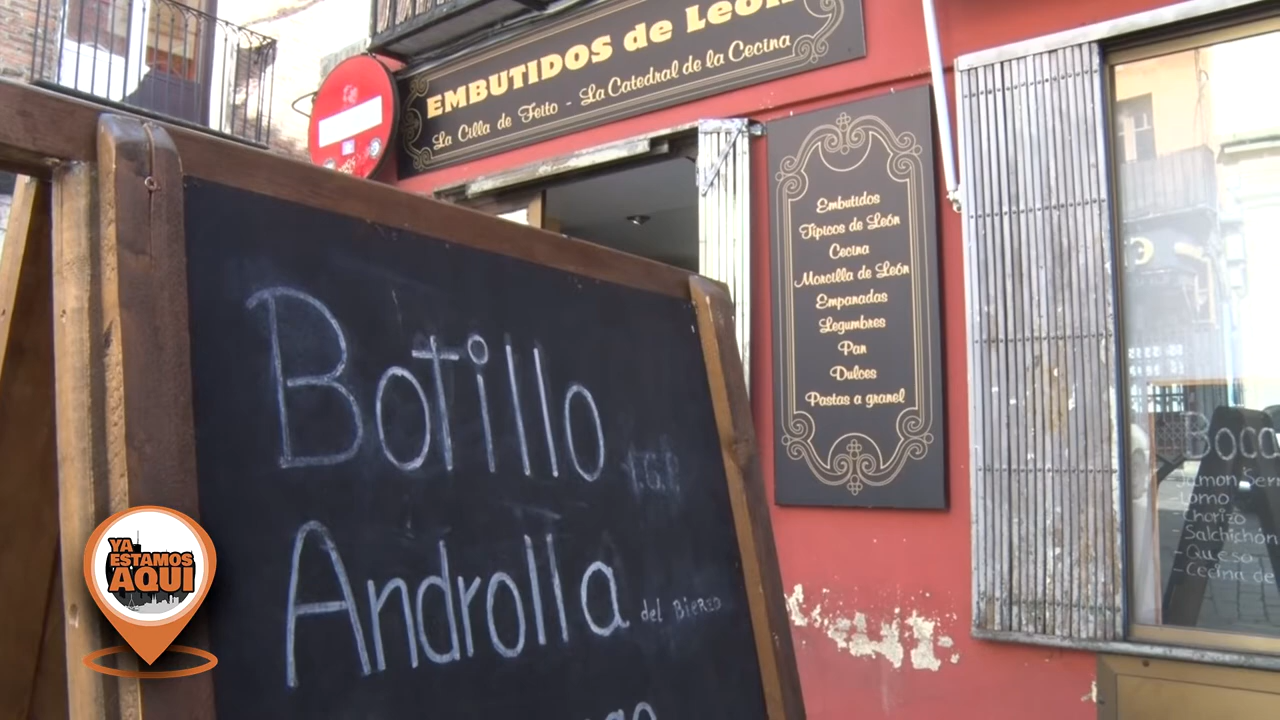 EMBUTIDOS de León
La Cilla de Feito - La Catedral de la Cecina
Embutidos
Típicos de León
Cecina
Morcilla de León
Empanadas
Legumbres
Pan
Dulces
Pastas a granel
Botillo I.G.P.
Androlla del Bierzo
Boca
Jamon Serr
Lomo
Chorizo
Salchichón
- Queso -
- Cecina de
YA
ESTAMOS
AQUÍ